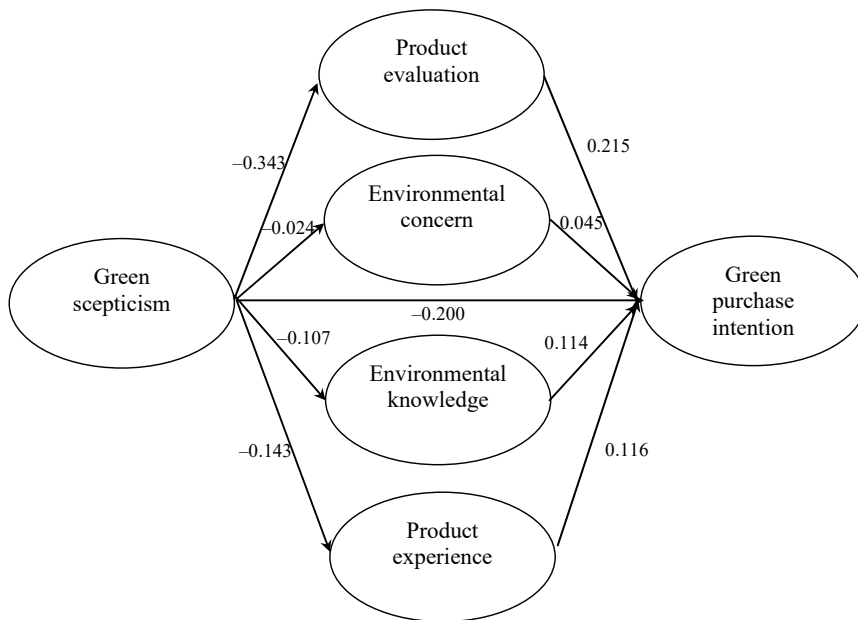 Product
evaluation
–0.343
0.215
Environmental
concern
–0.024
0.045
Green
scepticism
Green
purchase
intention
–0.200
–0.107
0.114
Environmental
knowledge
–0.143
0.116
Product
experience